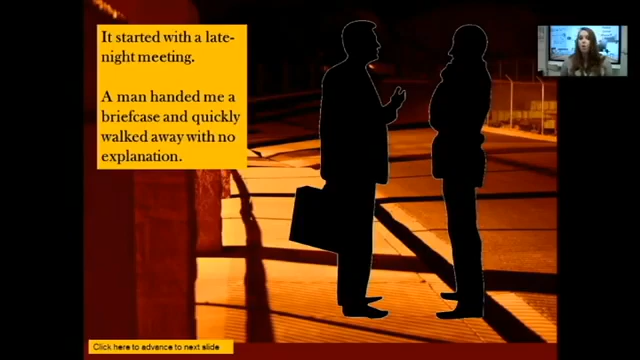 It started with a late-
night meeting.
A man handed me a
briefcase and quickly
walked away with no
explanation.
Click here to advance to next slide